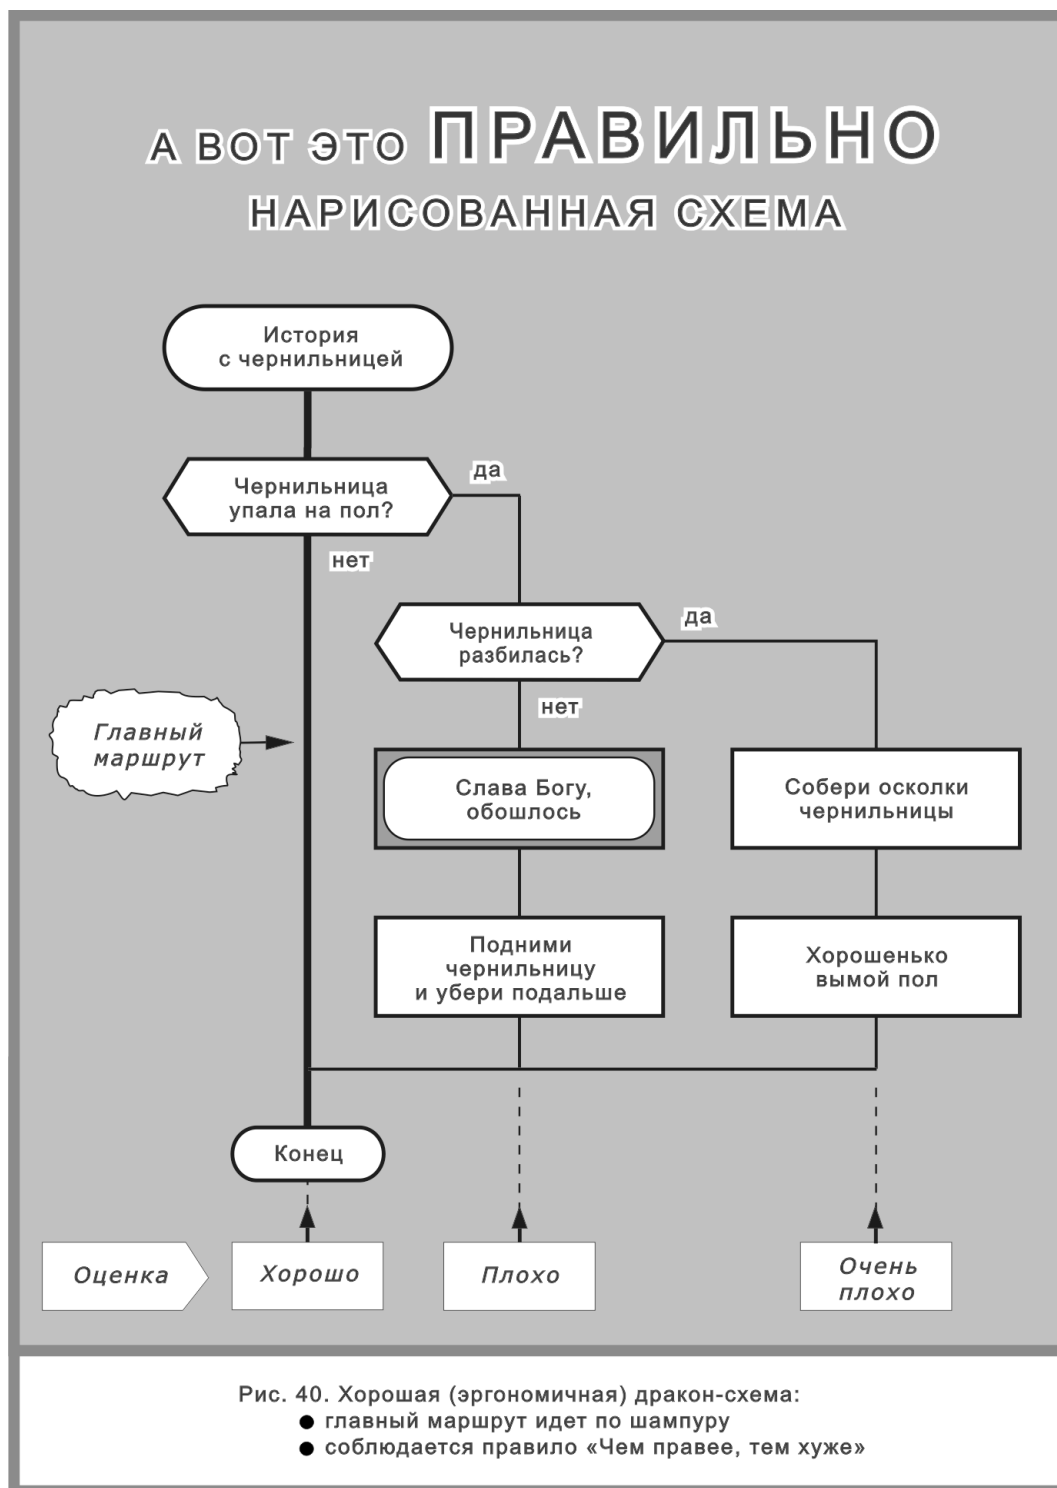 А ВОТ ЭТО ПРАВИЛЬНО
НАРИСОВАННАЯ СХЕМА
История
с чернильницей
Чернильница
упала на пол?
да
нет
Чернильница
разбилась?
да
нет
Главный
маршрут
Слава Богу,
обошлось
Собери осколки
чернильницы
Подними
чернильницу
и убери подальше
Хорошенько
вымой пол
Конец
Оценка
Хорошо
Плохо
Очень
плохо
Рис. 40. Хорошая (эргономичная) дракон-схема:
● главный маршрут идет по шампуру
● соблюдается правило «Чем правее, тем хуже»